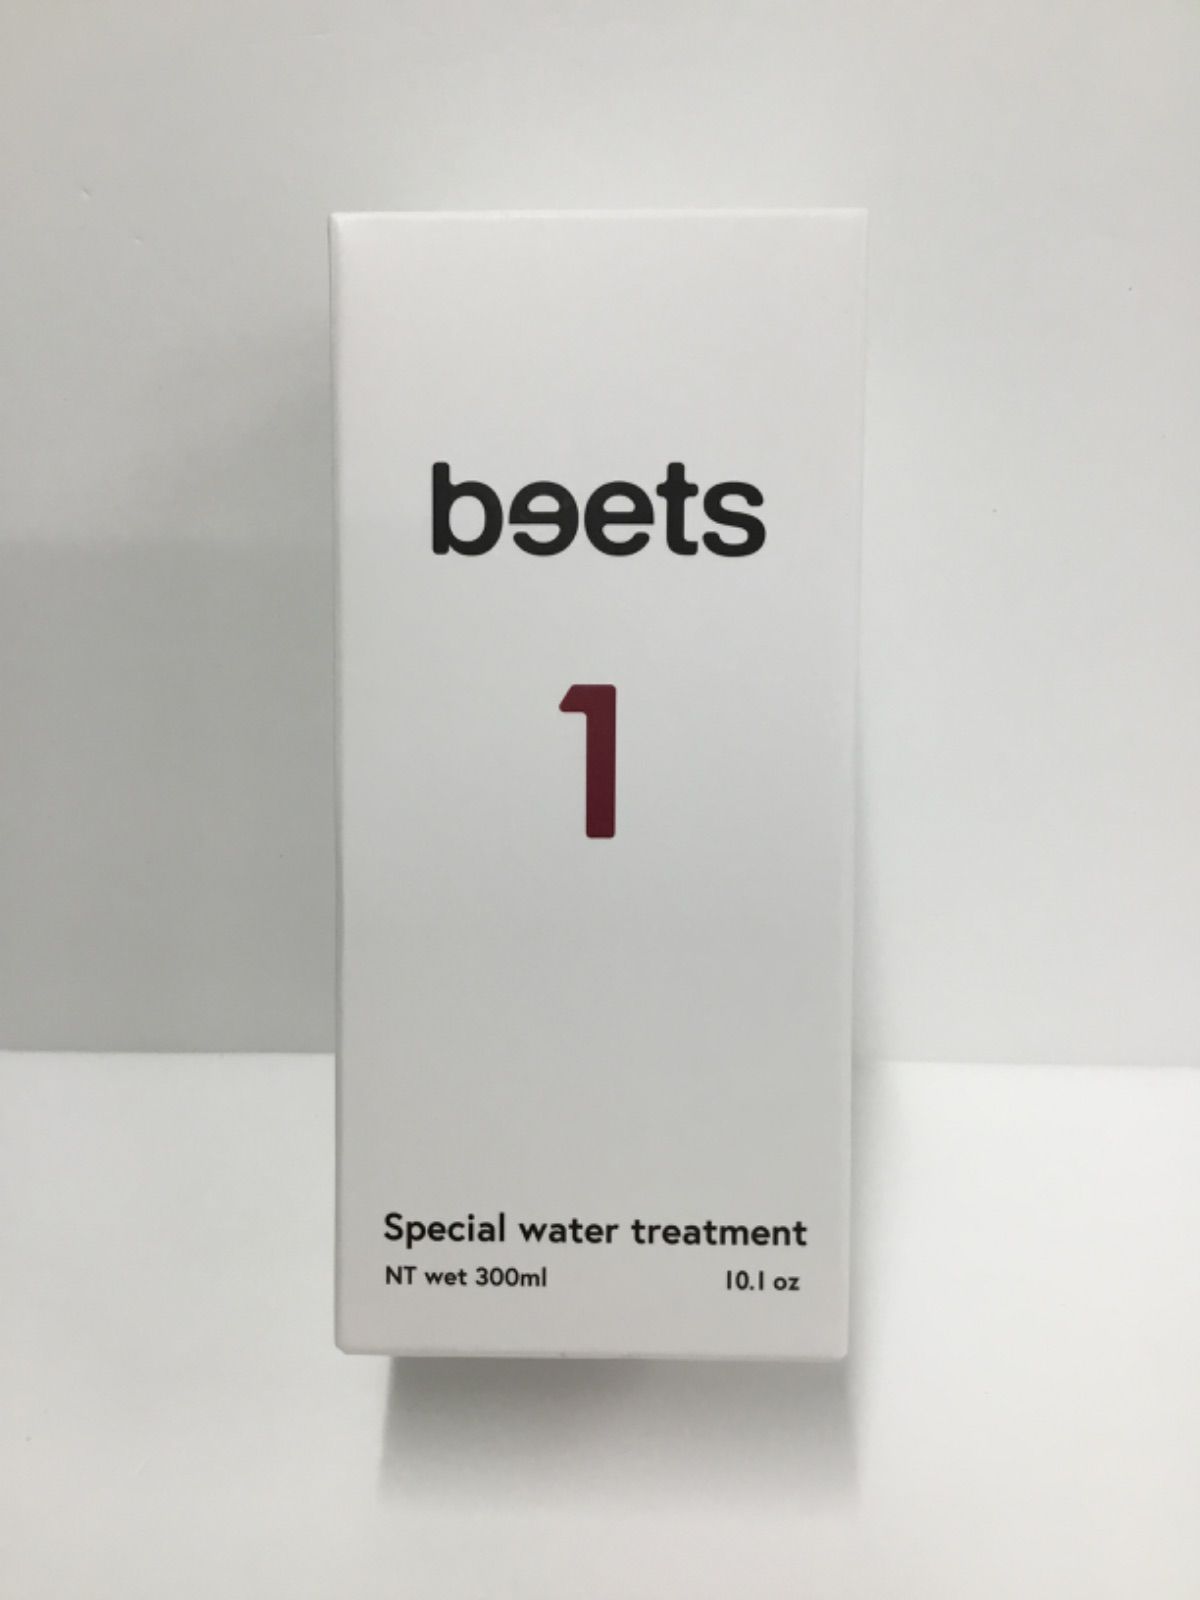 beets
1
Special water treatment
NT wet 300ml 10.1 oz